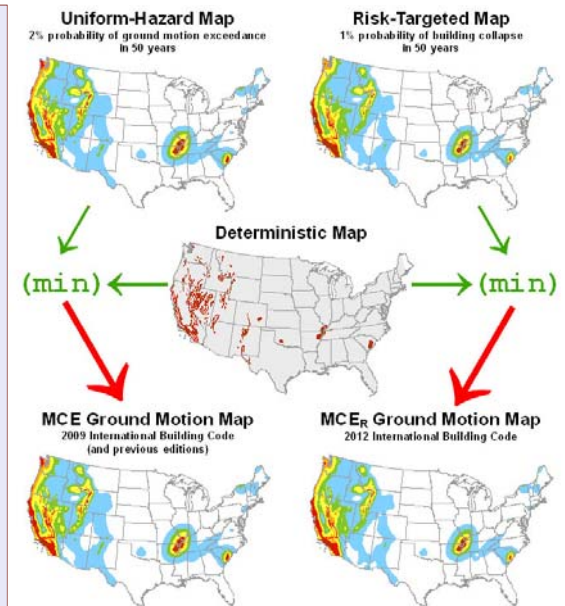 Uniform-Hazard Map
2% probability of ground motion exceedance
in 50 years
Risk-Targeted Map
1% probability of building collapse
in 50 years
Deterministic Map
(min)
(min)
MCE Ground Motion Map
2009 International Building Code
(and previous editions)
MCER Ground Motion Map
2012 International Building Code